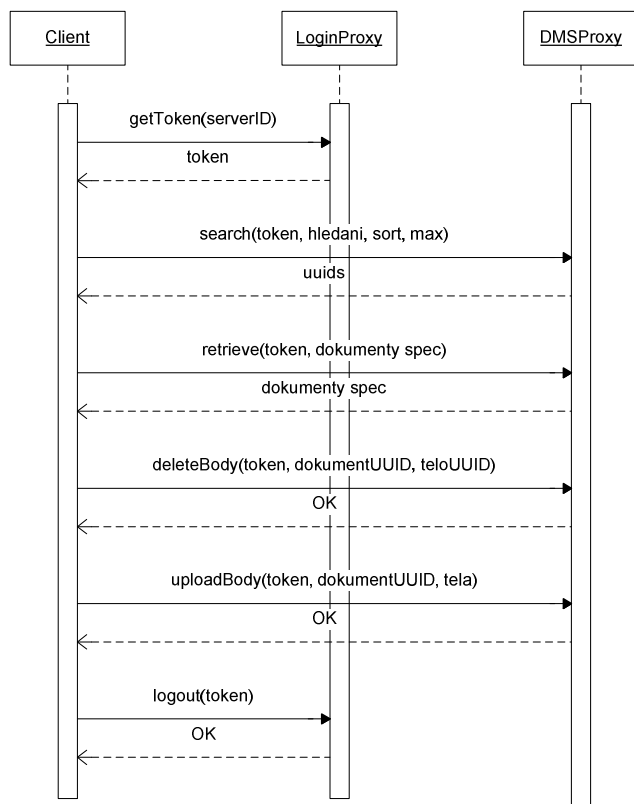 Client
LoginProxy
DMSProxy
getToken(serverID)
token
search(token, hledani, sort, max)
uuids
retrieve(token, dokumenty spec)
dokumenty spec
deleteBody(token, dokumentUUID, teloUUID)
OK
uploadBody(token, dokumentUUID, tela)
OK
logout(token)
OK